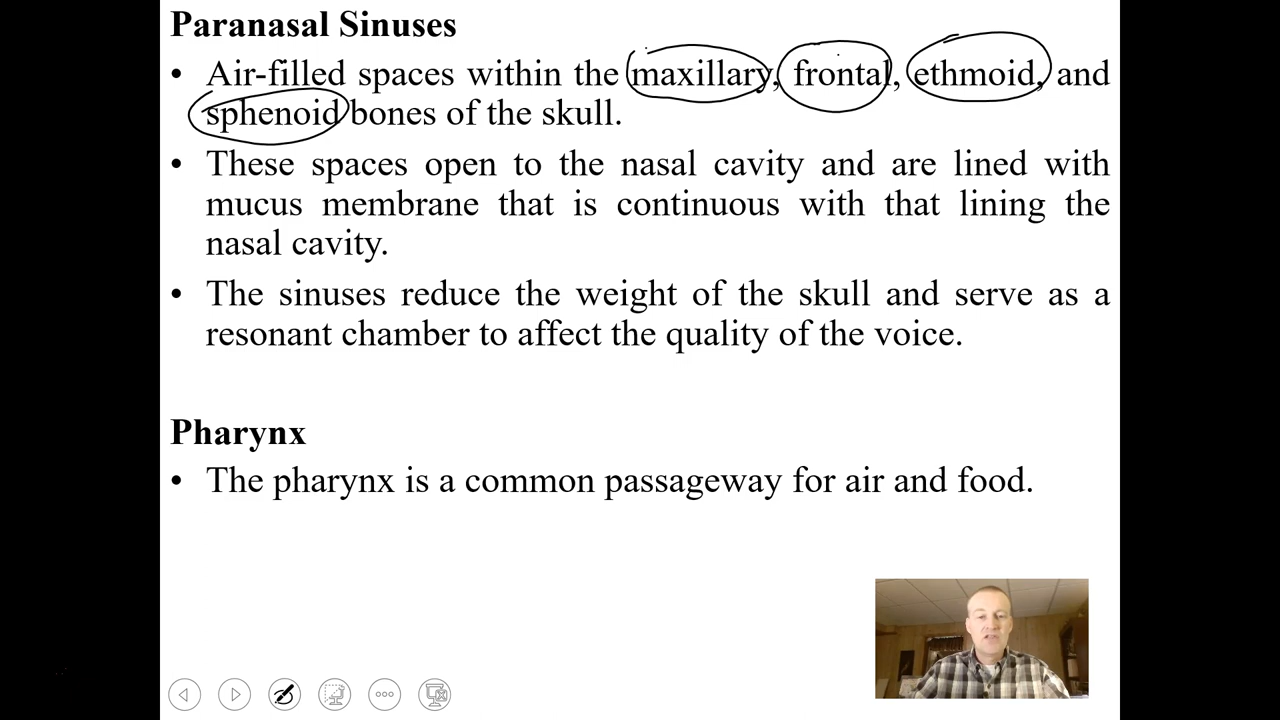 Paranasal Sinuses
• Air-filled spaces within the maxillary, frontal, ethmoid, and
sphenoid bones of the skull.
• These spaces open to the nasal cavity and are lined with
mucus membrane that is continuous with that lining the
nasal cavity.
• The sinuses reduce the weight of the skull and serve as a
resonant chamber to affect the quality of the voice.
Pharynx
• The pharynx is a common passageway for air and food.